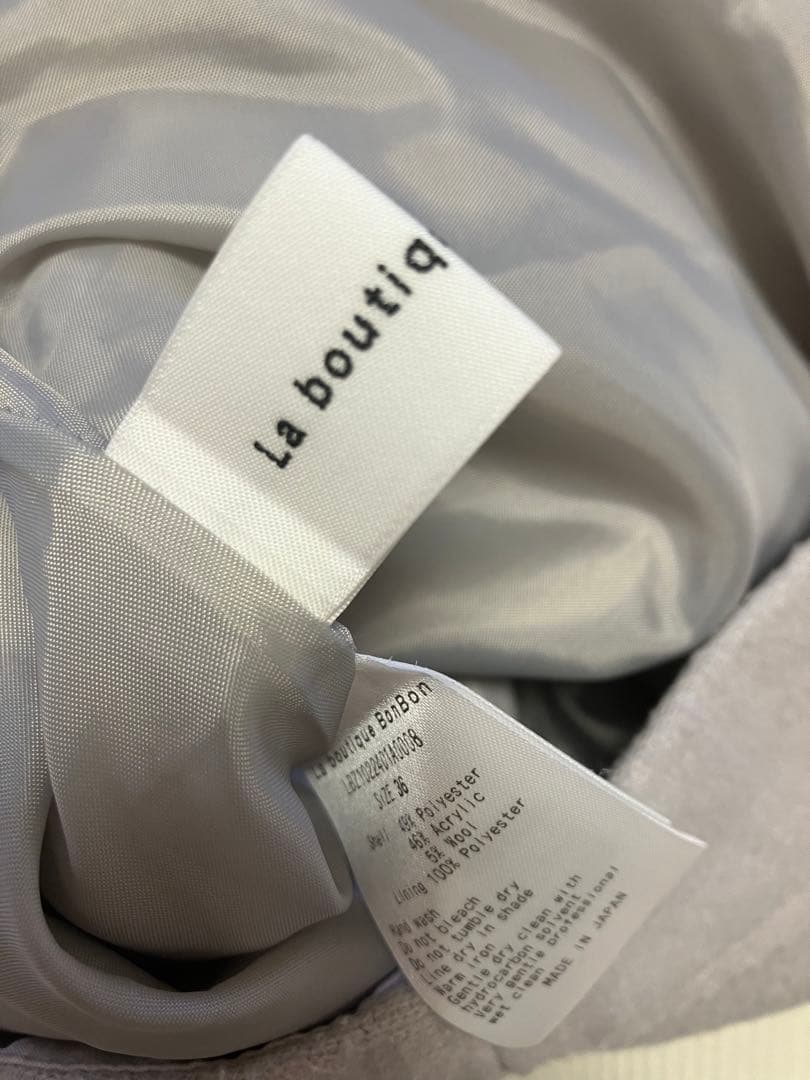 La boutiq
La boutique BonBon
LBZ1022401A0008
SIZE 36
Shell 49% Polyester
46% Acrylic
5% Wool
Lining 100% Polyester
Hand wash
Do not bleach
Do not tumble dry
Line dry in shade
Warm iron
Gentle dry clean with
hydrocarbon solvent
Very gentle professional
wet clean
MADE IN JAPAN